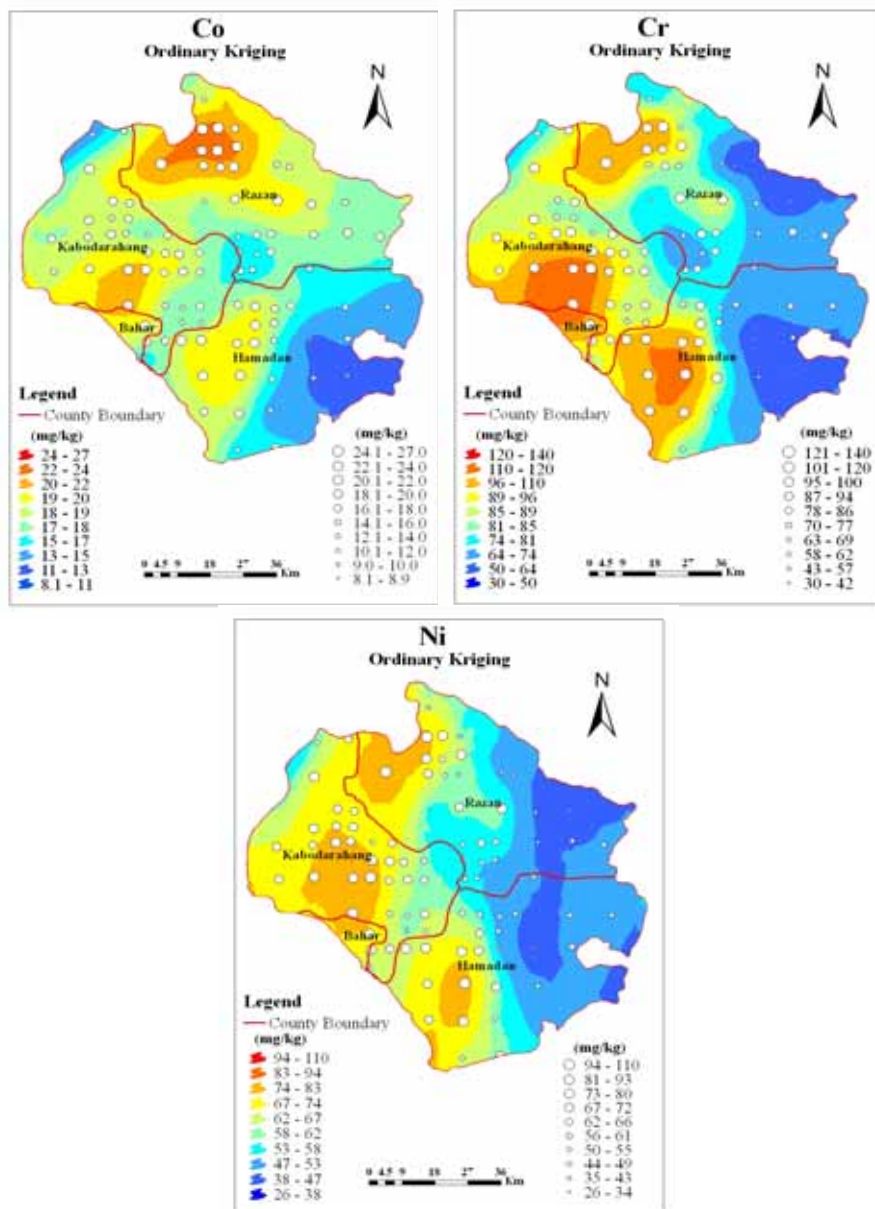 Co
Ordinary Kriging
N
Razan
Kabodarahang
Bahar
Hamadan
Legend
County Boundary
(mg/kg)
24 - 27
22 - 24
20 - 22
19 - 20
18 - 19
17 - 18
15 - 17
13 - 15
11 - 13
8.1 - 11
(mg/kg)
24.1 - 27.0
22.1 - 24.0
20.1 - 22.0
18.1 - 20.0
16.1 - 18.0
14.1 - 16.0
12.1 - 14.0
10.1 - 12.0
9.0 - 10.0
8.1 - 8.9
0 4.5 9 18 27 36
Km
Cr
Ordinary Kriging
N
Razan
Kabodarahang
Bahar
Hamadan
Legend
County Boundary
(mg/kg)
120 - 140
110 - 120
96 - 110
89 - 96
85 - 89
81 - 85
74 - 81
64 - 74
50 - 64
30 - 50
(mg/kg)
121 - 140
101 - 120
95 - 100
87 - 94
78 - 86
70 - 77
63 - 69
58 - 62
43 - 57
30 - 42
0 4.5 9 18 27 36
Km
Ni
Ordinary Kriging
N
Razan
Kabodarahang
Bahar
Hamadan
Legend
County Boundary
(mg/kg)
94 - 110
83 - 94
74 - 83
67 - 74
62 - 67
58 - 62
53 - 58
47 - 53
38 - 47
26 - 38
(mg/kg)
94 - 110
81 - 93
73 - 80
67 - 72
62 - 66
56 - 61
50 - 55
44 - 49
35 - 43
26 - 34
0 4.5 9 18 27 36
Km